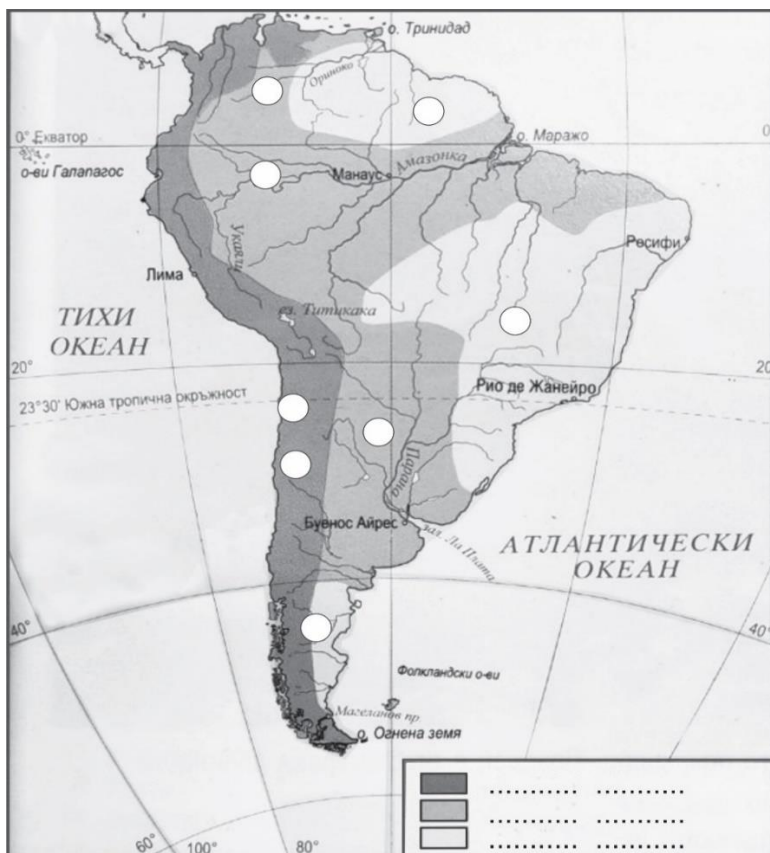 о. Тринидад
Ориноко
0° Екватор
0
о. Маражо
о-ви Галапагос
Манаус
Амазонка
Укаяли
Ресифи
Лима
ез. Титикака
ТИХИ
ОКЕАН
20°
20
Рио де Жанейро
23°30' Южна тропична окръжност
Парана
Буенос Айрес
зал. Ла Плата
АТЛАНТИЧЕСКИ
ОКЕАН
40°
40°
Фолкландски о-ви
Магеланов пр.
о. Огнена земя
60°
100°
80°